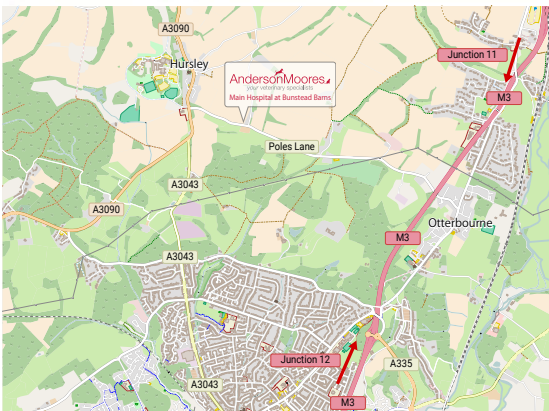 A3090
Junction 11
Hursley
AndersonMoores
your veterinary specialists
Main Hospital at Bunstead Barns
M3
Poles Lane
A3043
A3090
Otterbourne
M3
A3043
Junction 12
A335
A3043
M3